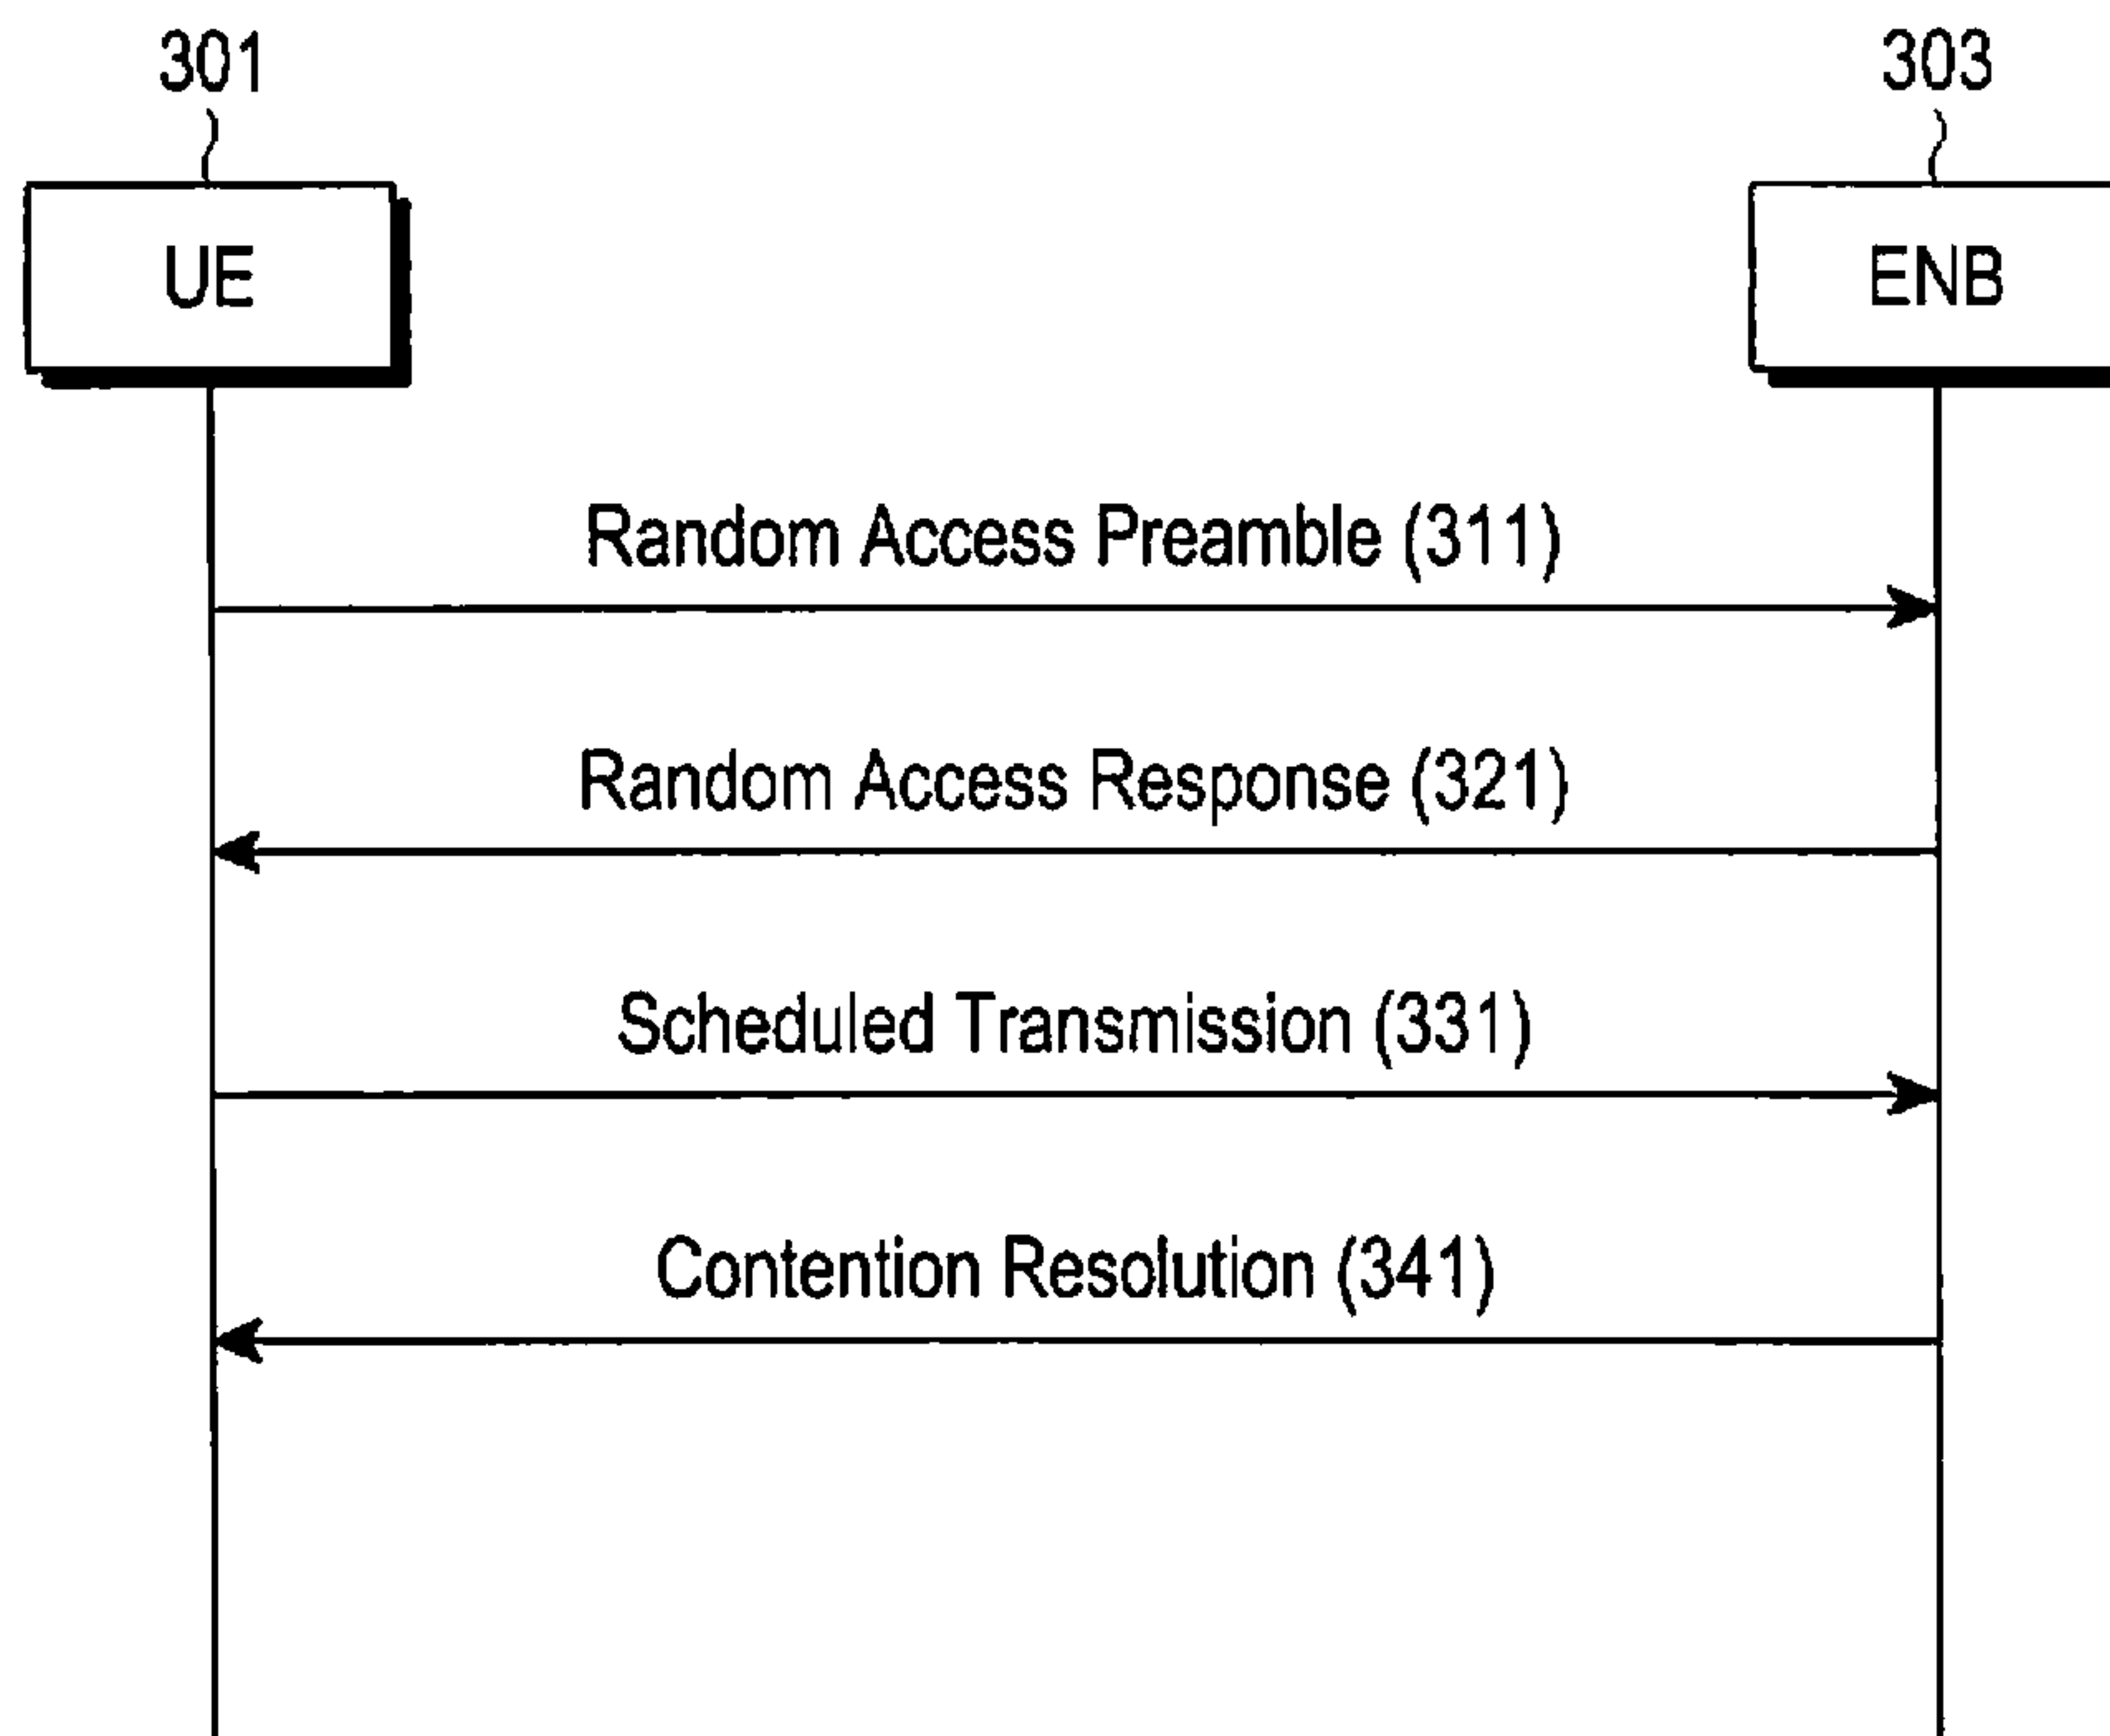 301
303
UE
ENB
Random Access Preamble (311)
Random Access Response (321)
Scheduled Transmission (331)
Contention Resolution (341)